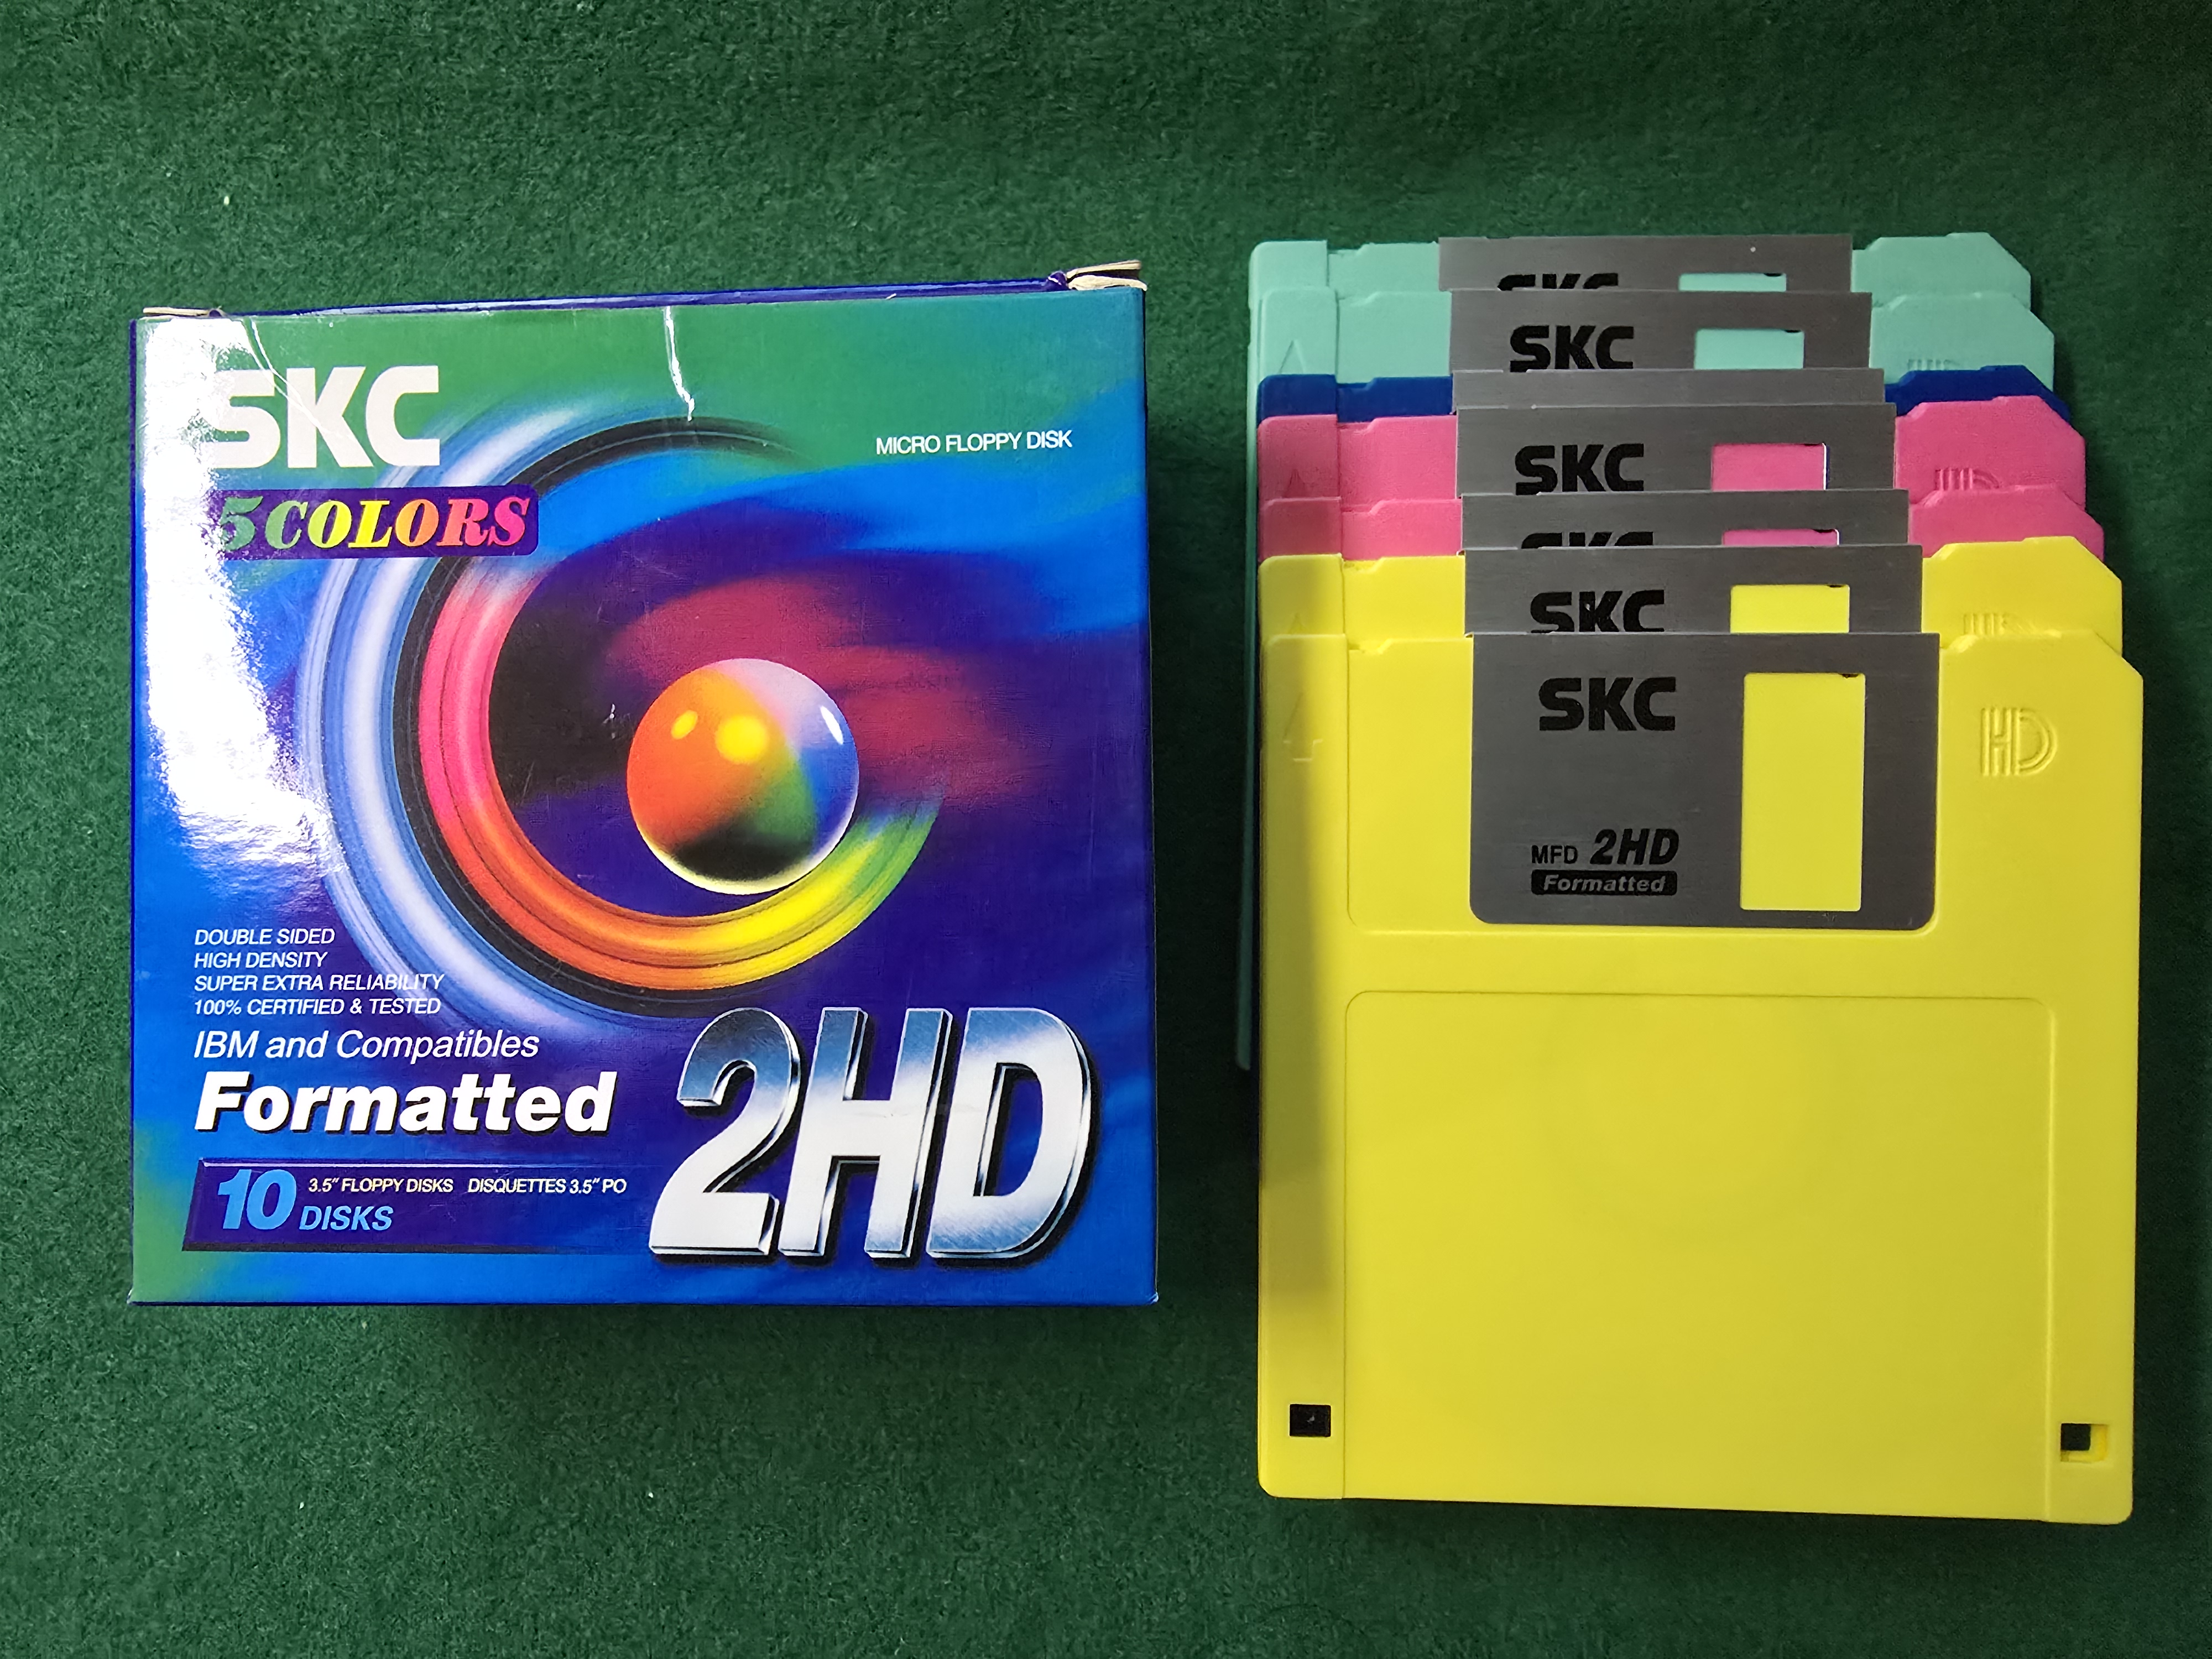 SKC
5 COLORS
MICRO FLOPPY DISK
DOUBLE SIDED
HIGH DENSITY
SUPER EXTRA RELIABILITY
100% CERTIFIED & TESTED
IBM and Compatibles
Formatted
2HD
10 3.5" FLOPPY DISKS DISQUETTES 3.5" PO
DISKS
SKC
SKC
SKC
SKC
SKC
SKC
HD
MFD 2HD
Formatted